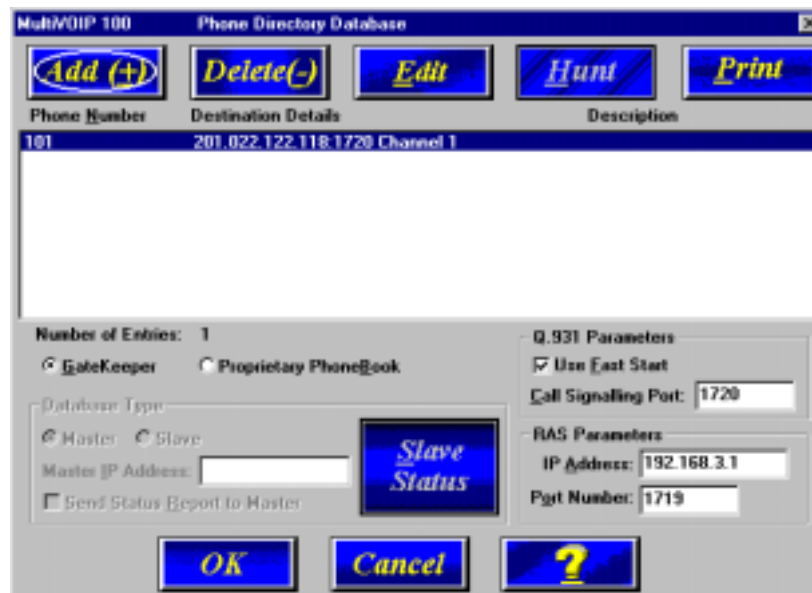 MultiVOIP 100 Phone Directory Database
Add (+) Delete(-) Edit Hunt Print
Phone Number Destination Details Description
101 201.022.122.118:1720 Channel 1
Number of Entries: 1
GateKeeper Proprietary PhoneBook
Database Type
Master Slave
Master IP Address:
Send Status Report to Master
Slave
Status
Q.931 Parameters
Use Fast Start
Call Signalling Port: 1720
RAS Parameters
IP Address: 192.168.3.1
Port Number: 1719
OK Cancel ?